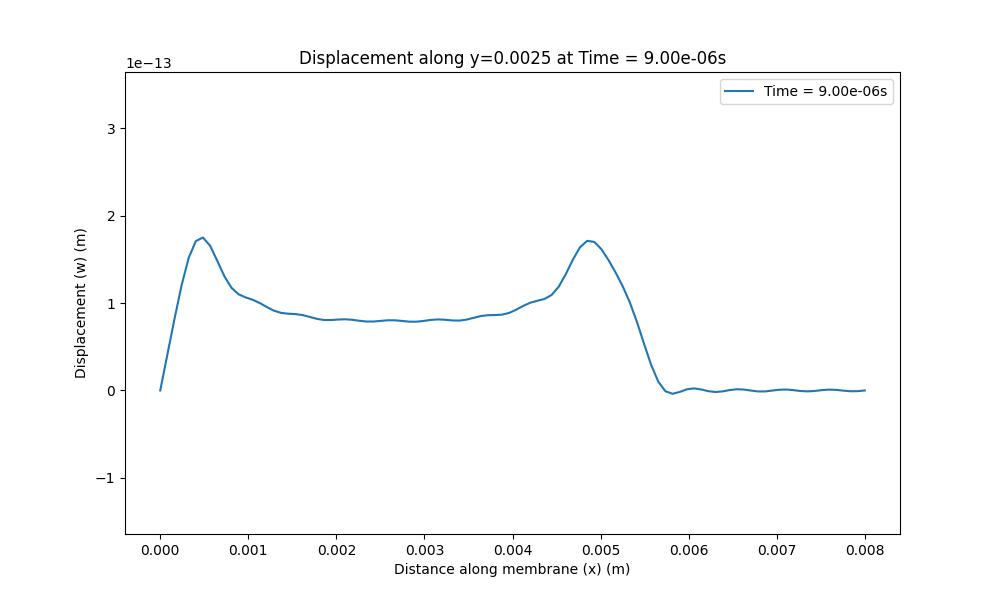 Displacement along y=0.0025 at Time = 9.00e-06s
1e−13
Time = 9.00e-06s
3
2
1
0
−1
Displacement (w) (m)
0.000 0.001 0.002 0.003 0.004 0.005 0.006 0.007 0.008
Distance along membrane (x) (m)